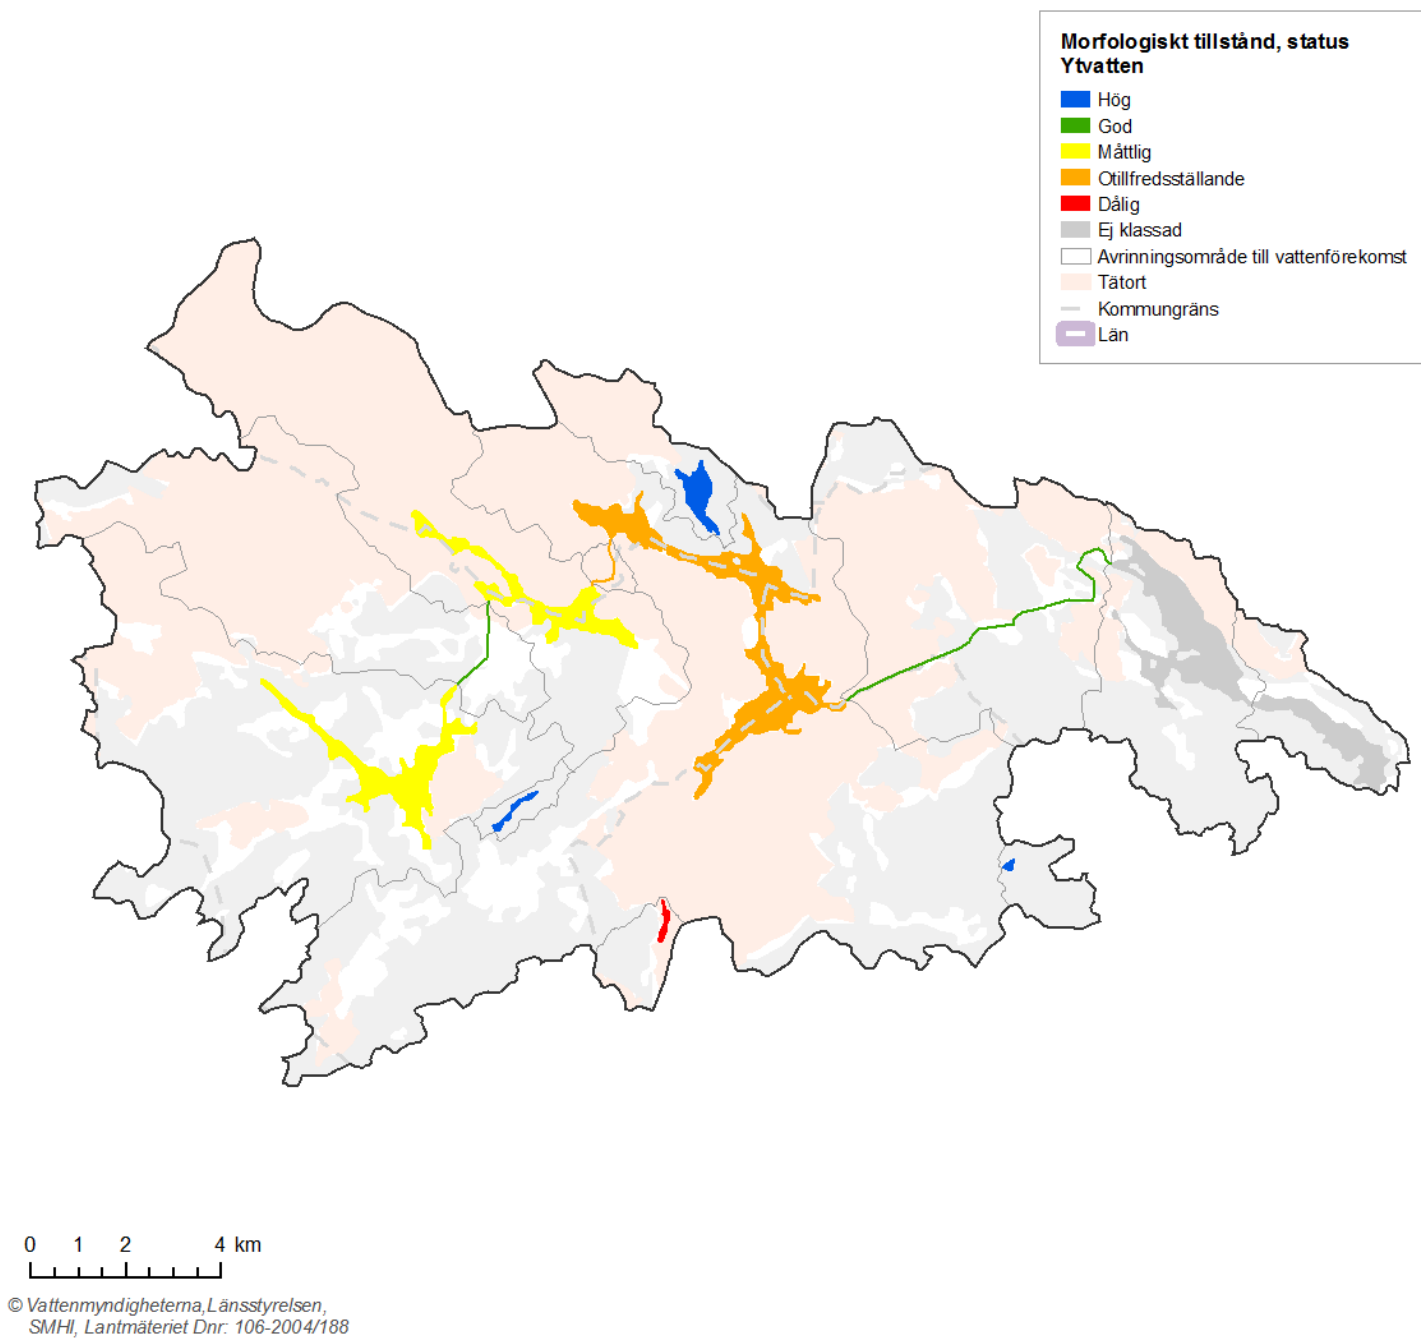 Morfologiskt tillstånd, status
Ytvatten
Hög
God
Måttlig
Otillfredsställande
Dålig
Ej klassad
Avrinningsområde till vattenförekomst
Tätort
Kommungräns
Län
0 1 2 4 km
© Vattenmyndigheterna,Länsstyrelsen,
SMHI, Lantmäteriet Dnr: 106-2004/188